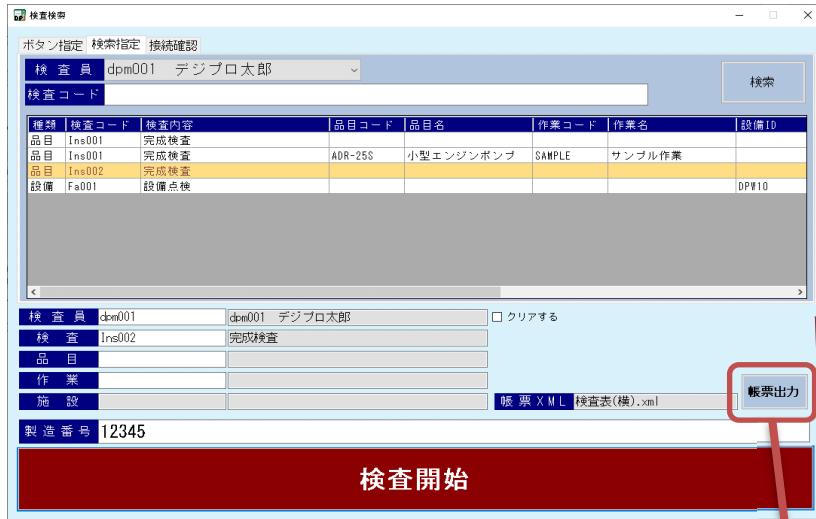 検査検索
ボタン指定 検索指定 接続確認
検査員 dpm001 デジプロ太郎
検索
検査コード
種類 検査コード 検査内容 品目コード 品目名 作業コード 作業名 設備ID
品目 Ins001 完成検査
品目 Ins001 完成検査 ADR-25S 小型エンジンポンプ SAMPLE サンプル作業
品目 Ins002 完成検査
設備 Fa001 設備点検 DPW10
検査員 dpm001 dpm001 デジプロ太郎 クリアする
検査 Ins002 完成検査
品目
作業
帳票出力
施設 帳票XML 検査表(横).xml
製造番号 12345
検査開始